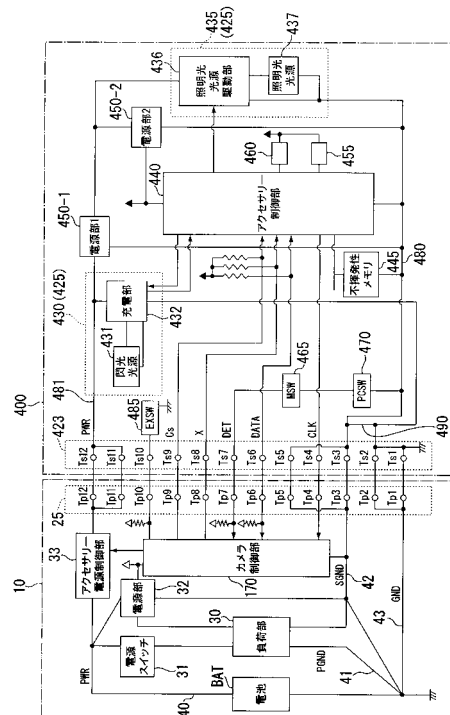 10
400
25
423
481
430 (425)
435
(425)
PWR
33
アクセサリー
電源制御部
Tp12
Ts12
PWR
Tp11
Ts11
485
EXSW
Tp10
Ts10
Cs
Tp9
Ts9
X
Tp8
Ts8
DET
Tp7
Ts7
DATA
Tp6
Ts6
Tp5
Ts5
CLK
Tp4
Ts4
Tp3
Ts3
Tp2
Ts2
Tp1
Ts1
電源
スイッチ
31
電源部
32
カメラ
制御部
170
負荷部
30
電池
BAT
40
PGND
41
SGND
42
GND
43
431
閃光
光源
充電部
432
電源部1
450-1
電源部2
450-2
436
照明光
光源
駆動部
照明光
光源
437
440
アクセサリー
制御部
460
455
MSW
465
PCSW
470
不揮発性
メモリ
445
480
490